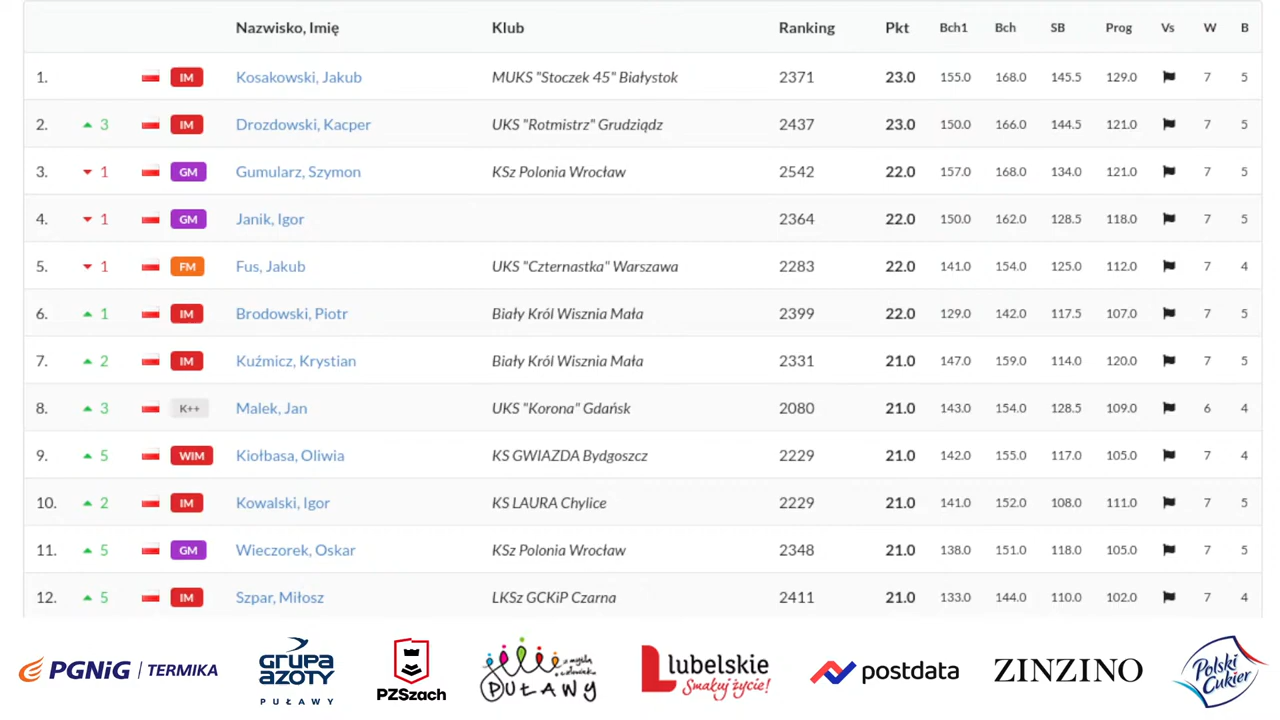 Nazwisko, Imię Klub Ranking Pkt Bch1 Bch SB Prog Vs W B
1. IM Kosakowski, Jakub MUKS "Stoczek 45" Białystok 2371 23.0 155.0 168.0 145.5 129.0 7 5
2. 3 IM Drozdowski, Kacper UKS "Rotmistrz" Grudziądz 2437 23.0 150.0 166.0 144.5 121.0 7 5
3. 1 GM Gumularz, Szymon KSz Polonia Wrocław 2542 22.0 157.0 168.0 134.0 121.0 7 5
4. 1 GM Janik, Igor 2364 22.0 150.0 162.0 128.5 118.0 7 5
5. 1 FM Fus, Jakub UKS "Czternastka" Warszawa 2283 22.0 141.0 154.0 125.0 112.0 7 4
6. 1 IM Brodowski, Piotr Biały Król Wisznia Mała 2399 22.0 129.0 142.0 117.5 107.0 7 5
7. 2 IM Kuźmicz, Krystian Biały Król Wisznia Mała 2331 21.0 147.0 159.0 114.0 120.0 7 5
8. 3 K++ Malek, Jan UKS "Korona" Gdańsk 2080 21.0 143.0 154.0 128.5 109.0 6 4
9. 5 WIM Kiołbasa, Oliwia KS GWIAZDA Bydgoszcz 2229 21.0 142.0 155.0 117.0 105.0 7 4
10. 2 IM Kowalski, Igor KS LAURA Chylice 2229 21.0 141.0 152.0 108.0 111.0 7 5
11. 5 GM Wieczorek, Oskar KSz Polonia Wrocław 2348 21.0 138.0 151.0 118.0 105.0 7 5
12. 5 IM Szpar, Miłosz LKSz GCKiP Czarna 2411 21.0 133.0 144.0 110.0 102.0 7 4
PGNiG TERMIKA
GRUPA
AZOTY
PUŁAWY
PZSzach
z myślą
o człowieku
PUŁAWY
Lubelskie
Smakuj życie!
postdata
ZINZINO
Polski
Cukier